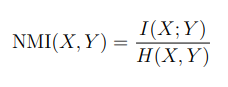 NMI(X, Y) = I(X; Y) / H(X, Y)